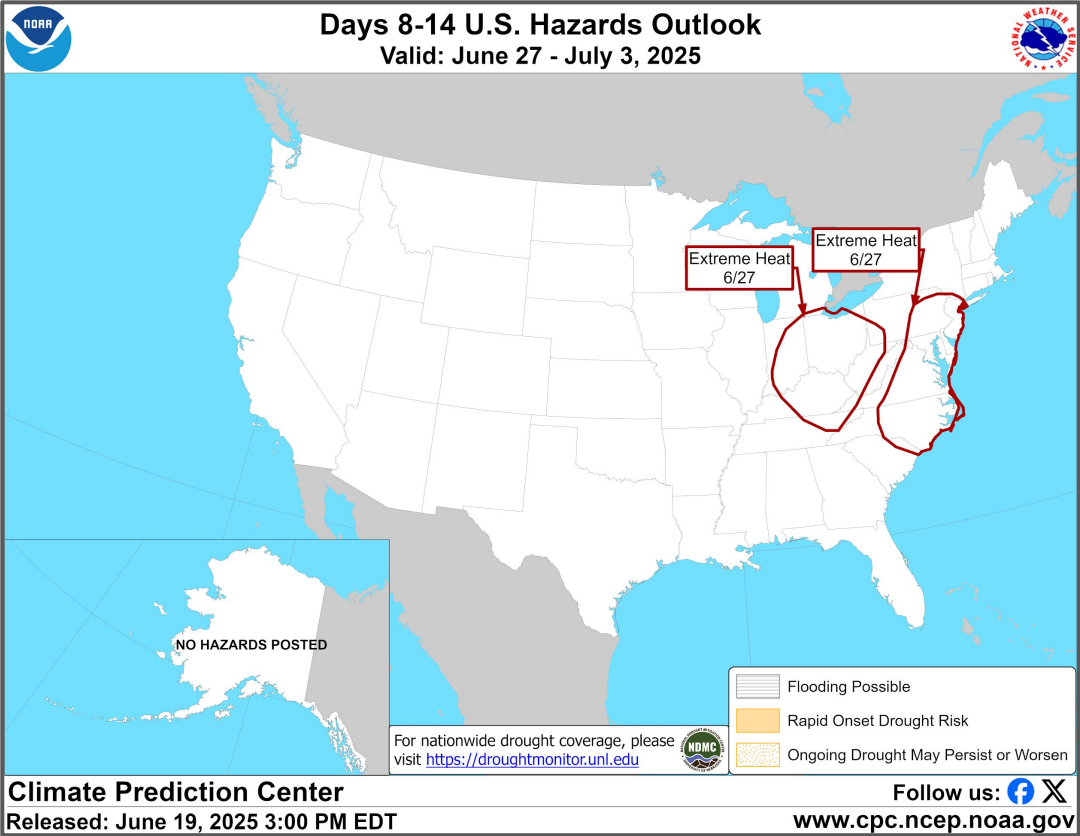 NOAA
Days 8-14 U.S. Hazards Outlook
Valid: June 27 - July 3, 2025
NATIONAL WEATHER SERVICE
Extreme Heat
6/27
Extreme Heat
6/27
NO HAZARDS POSTED
Flooding Possible
Rapid Onset Drought Risk
Ongoing Drought May Persist or Worsen
For nationwide drought coverage, please
visit https://droughtmonitor.unl.edu
NDMC
Climate Prediction Center
Follow us:
Released: June 19, 2025 3:00 PM EDT
www.cpc.ncep.noaa.gov